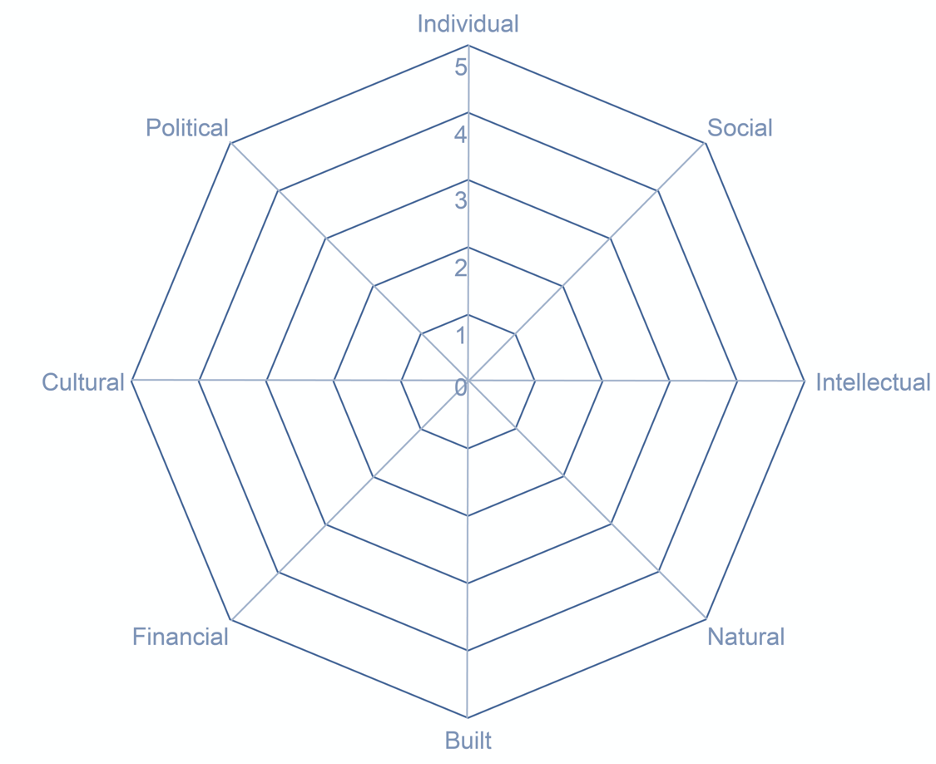 Individual
5
Political
Social
4
3
2
1
Cultural
0
Intellectual
Financial
Natural
Built